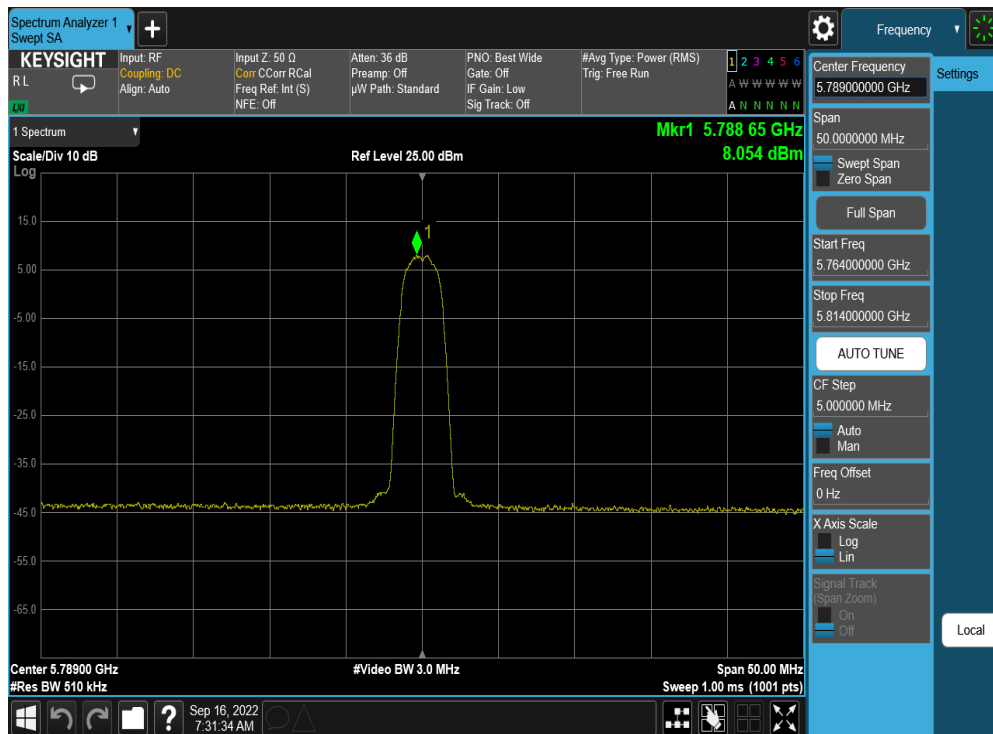 Spectrum Analyzer 1
Swept SA
Frequency
KEYSIGHT
R L
LXI
Input: RF
Coupling: DC
Align: Auto
Input Z: 50 Ω
Corr CCorr RCal
Freq Ref: Int (S)
NFE: Off
Atten: 36 dB
Preamp: Off
µW Path: Standard
PNO: Best Wide
Gate: Off
IF Gain: Low
Sig Track: Off
#Avg Type: Power (RMS)
Trig: Free Run
1 2 3 4 5 6
A W W W W W
A N N N N N
1 Spectrum
Scale/Div 10 dB
Log
Ref Level 25.00 dBm
Mkr1 5.788 65 GHz
8.054 dBm
15.0
5.00
-5.00
-15.0
-25.0
-35.0
-45.0
-55.0
-65.0
1
Center 5.78900 GHz
#Res BW 510 kHz
#Video BW 3.0 MHz
Span 50.00 MHz
Sweep 1.00 ms (1001 pts)
Center Frequency
5.789000000 GHz
Span
50.0000000 MHz
Swept Span
Zero Span
Full Span
Start Freq
5.764000000 GHz
Stop Freq
5.814000000 GHz
AUTO TUNE
CF Step
5.000000 MHz
Auto
Man
Freq Offset
0 Hz
X Axis Scale
Log
Lin
Signal Track
(Span Zoom)
On
Off
Settings
Local
?
Sep 16, 2022
7:31:34 AM